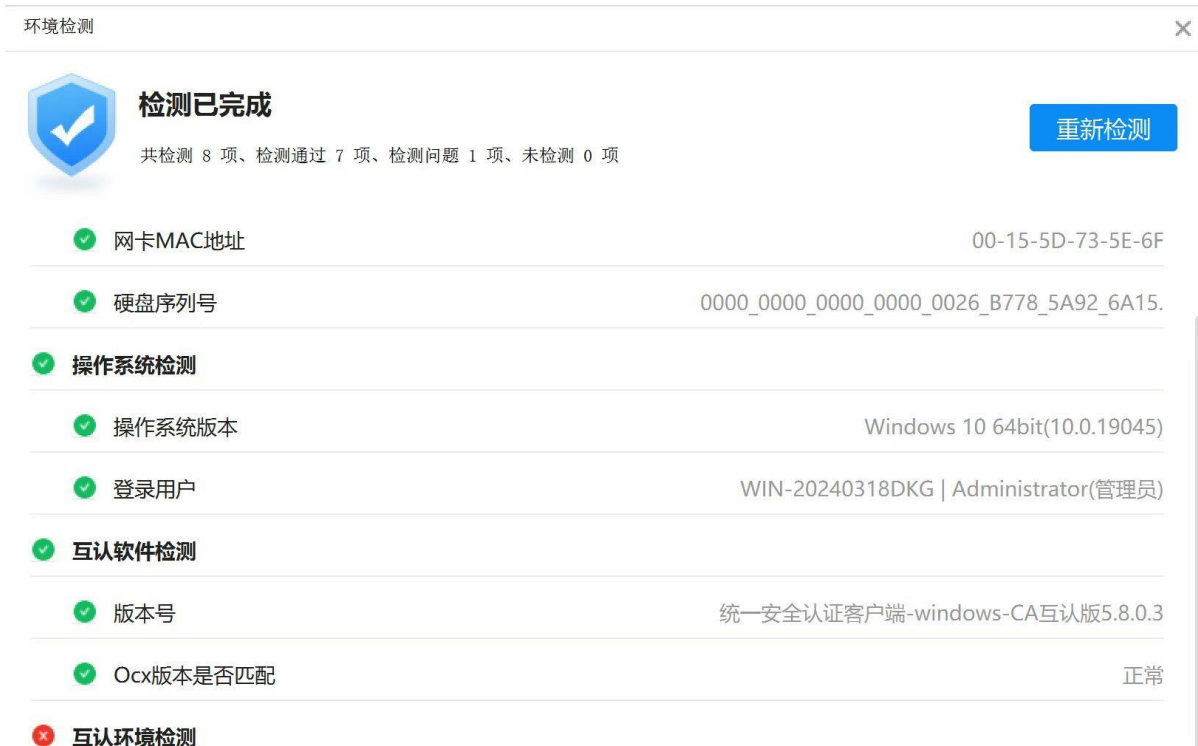 环境检测
检测已完成
重新检测
共检测 8 项、检测通过 7 项、检测问题 1 项、未检测 0 项
网卡MAC地址 00-15-5D-73-5E-6F
硬盘序列号 0000_0000_0000_0000_0026_B778_5A92_6A15.
操作系统检测
操作系统版本 Windows 10 64bit(10.0.19045)
登录用户 WIN-20240318DKG | Administrator(管理员)
互认软件检测
版本号 统一安全认证客户端-windows-CA互认版5.8.0.3
Ocx版本是否匹配 正常
互认环境检测